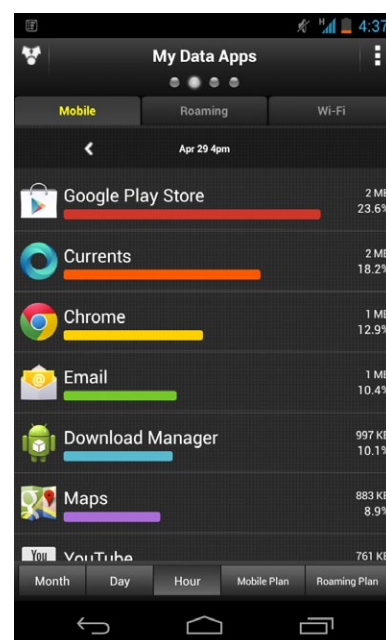 H 4:37
My Data Apps
Mobile Roaming Wi-Fi
Apr 29 4pm
Google Play Store 2 MB
23.6%
Currents 2 MB
18.2%
Chrome 1 MB
12.9%
Email 1 MB
10.4%
Download Manager 997 KB
10.1%
Maps 883 KB
8.9%
You YouTube 761 KB
Month Day Hour Mobile Plan Roaming Plan